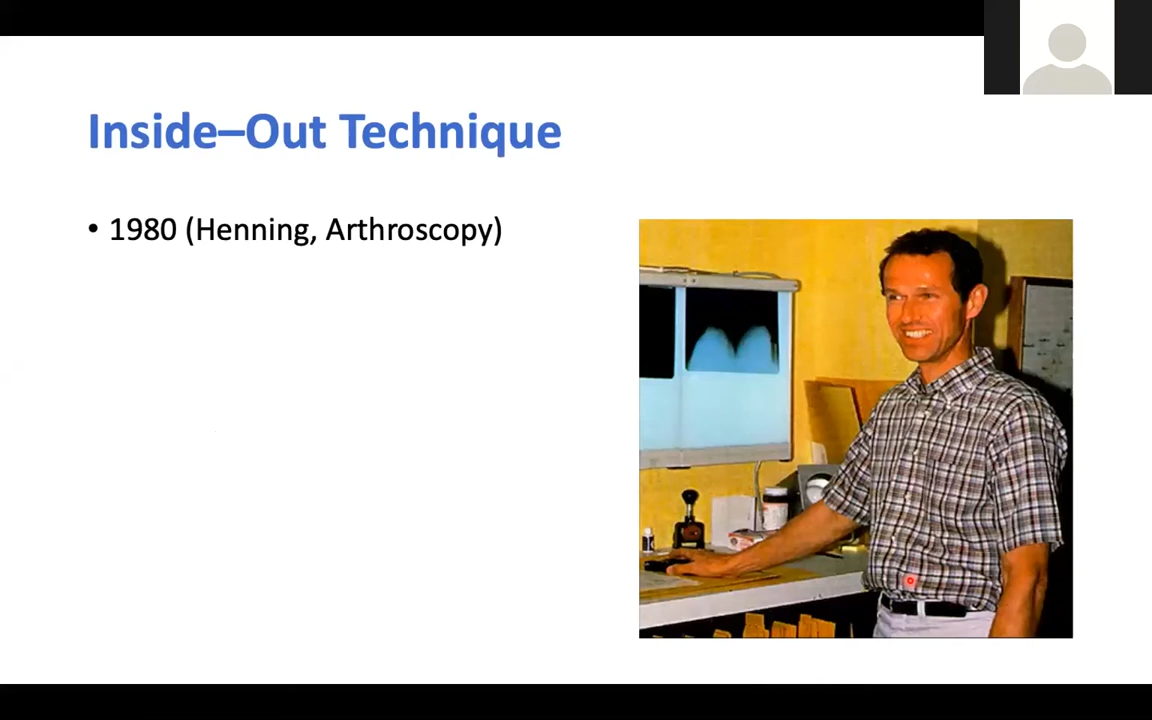 Inside–Out Technique
• 1980 (Henning, Arthroscopy)